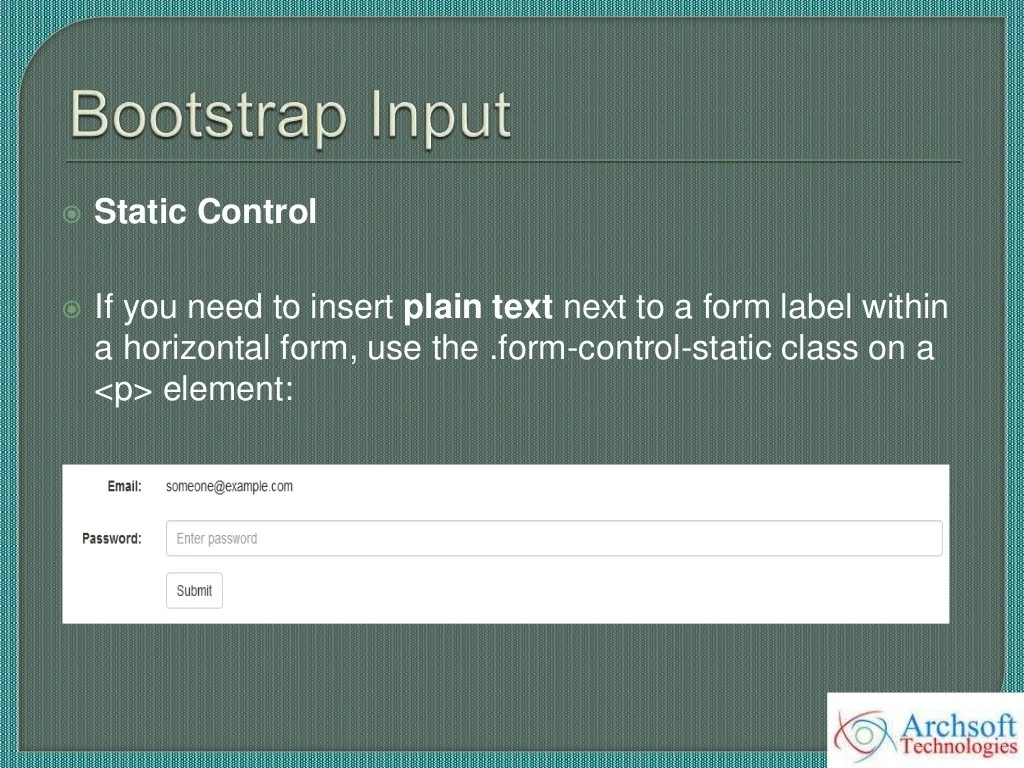 Bootstrap Input
Static Control
If you need to insert plain text next to a form label within
a horizontal form, use the .form-control-static class on a
<p> element:
Email: someone@example.com
Password: Enter password
Submit
Archsoft
Technologies